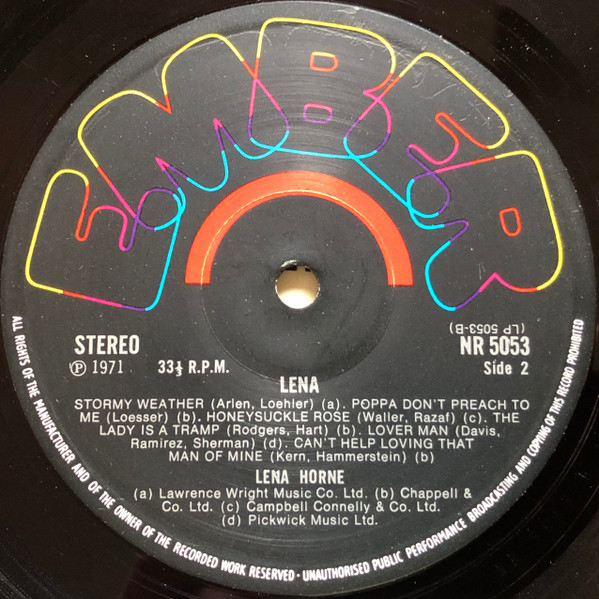 EMBER
STEREO
Ⓟ 1971
33⅓ R.P.M.
(LP 5053-B)
NR 5053
Side 2
LENA
STORMY WEATHER (Arlen, Loehler) (a). POPPA DON'T PREACH TO
ME (Loesser) (b). HONEYSUCKLE ROSE (Waller, Razaf) (c). THE
LADY IS A TRAMP (Rodgers, Hart) (b). LOVER MAN (Davis,
Ramirez, Sherman) (d). CAN'T HELP LOVING THAT
MAN OF MINE (Kern, Hammerstein) (b)
LENA HORNE
(a) Lawrence Wright Music Co. Ltd. (b) Chappell &
Co. Ltd. (c) Campbell Connelly & Co. Ltd.
(d) Pickwick Music Ltd.
ALL RIGHTS OF THE MANUFACTURER AND OF THE OWNER OF THE RECORDED WORK RESERVED · UNAUTHORISED PUBLIC PERFORMANCE BROADCASTING AND COPYING OF THIS RECORD PROHIBITED